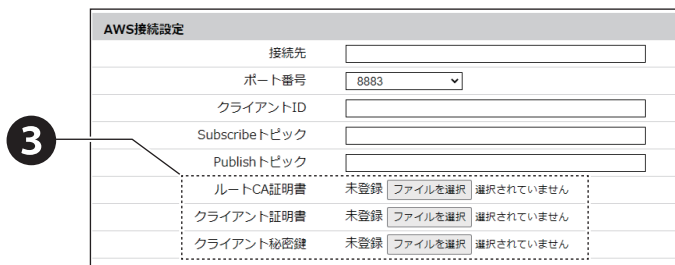 AWS接続設定
接続先
ポート番号 8883
クライアントID
Subscribeトピック
Publishトピック
3
ルートCA証明書 未登録 ファイルを選択 選択されていません
クライアント証明書 未登録 ファイルを選択 選択されていません
クライアント秘密鍵 未登録 ファイルを選択 選択されていません